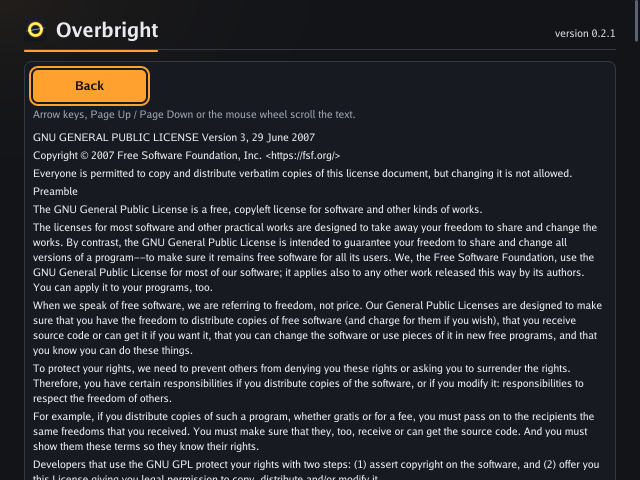 Overbright
version 0.2.1
Back
Arrow keys, Page Up / Page Down or the mouse wheel scroll the text.
GNU GENERAL PUBLIC LICENSE Version 3, 29 June 2007
Copyright © 2007 Free Software Foundation, Inc. <https://fsf.org/>
Everyone is permitted to copy and distribute verbatim copies of this license document, but changing it is not allowed.
Preamble
The GNU General Public License is a free, copyleft license for software and other kinds of works.
The licenses for most software and other practical works are designed to take away your freedom to share and change the
works. By contrast, the GNU General Public License is intended to guarantee your freedom to share and change all
versions of a program--to make sure it remains free software for all its users. We, the Free Software Foundation, use the
GNU General Public License for most of our software; it applies also to any other work released this way by its authors.
You can apply it to your programs, too.
When we speak of free software, we are referring to freedom, not price. Our General Public Licenses are designed to make
sure that you have the freedom to distribute copies of free software (and charge for them if you wish), that you receive
source code or can get it if you want it, that you can change the software or use pieces of it in new free programs, and that
you know you can do these things.
To protect your rights, we need to prevent others from denying you these rights or asking you to surrender the rights.
Therefore, you have certain responsibilities if you distribute copies of the software, or if you modify it: responsibilities to
respect the freedom of others.
For example, if you distribute copies of such a program, whether gratis or for a fee, you must pass on to the recipients the
same freedoms that you received. You must make sure that they, too, receive or can get the source code. And you must
show them these terms so they know their rights.
Developers that use the GNU GPL protect your rights with two steps: (1) assert copyright on the software, and (2) offer you
this License giving you legal permission to copy, distribute and/or modify it.